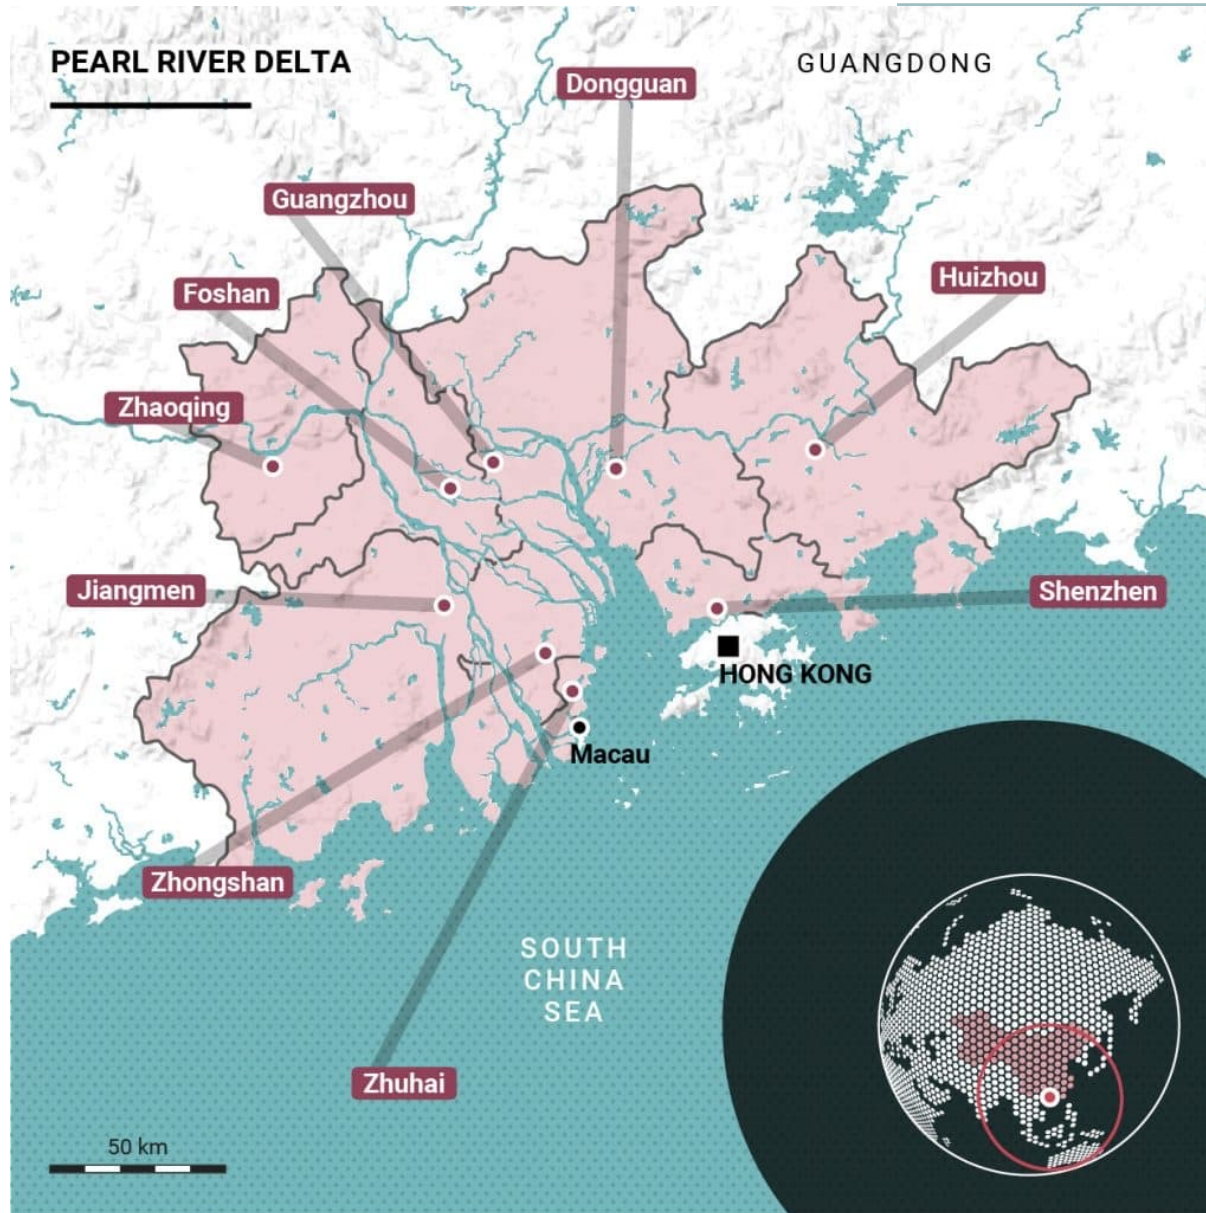 PEARL RIVER DELTA
GUANGDONG
Dongguan
Guangzhou
Huizhou
Foshan
Zhaoqing
Jiangmen
Shenzhen
HONG KONG
Macau
Zhongshan
SOUTH
CHINA
SEA
Zhuhai
50 km